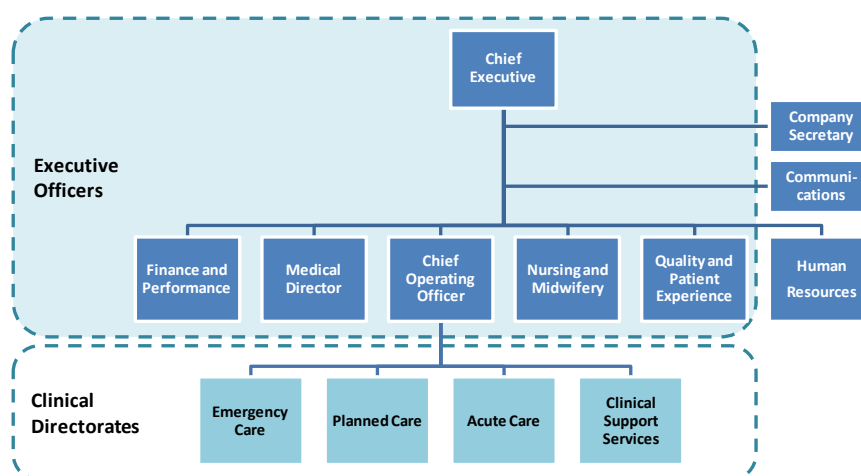 Chief
Executive
Company
Secretary
Executive
Officers
Communi-
cations
Finance and
Performance
Medical
Director
Chief
Operating
Officer
Nursing and
Midwifery
Quality and
Patient
Experience
Human
Resources
Clinical
Directorates
Emergency
Care
Planned Care
Acute Care
Clinical
Support
Services